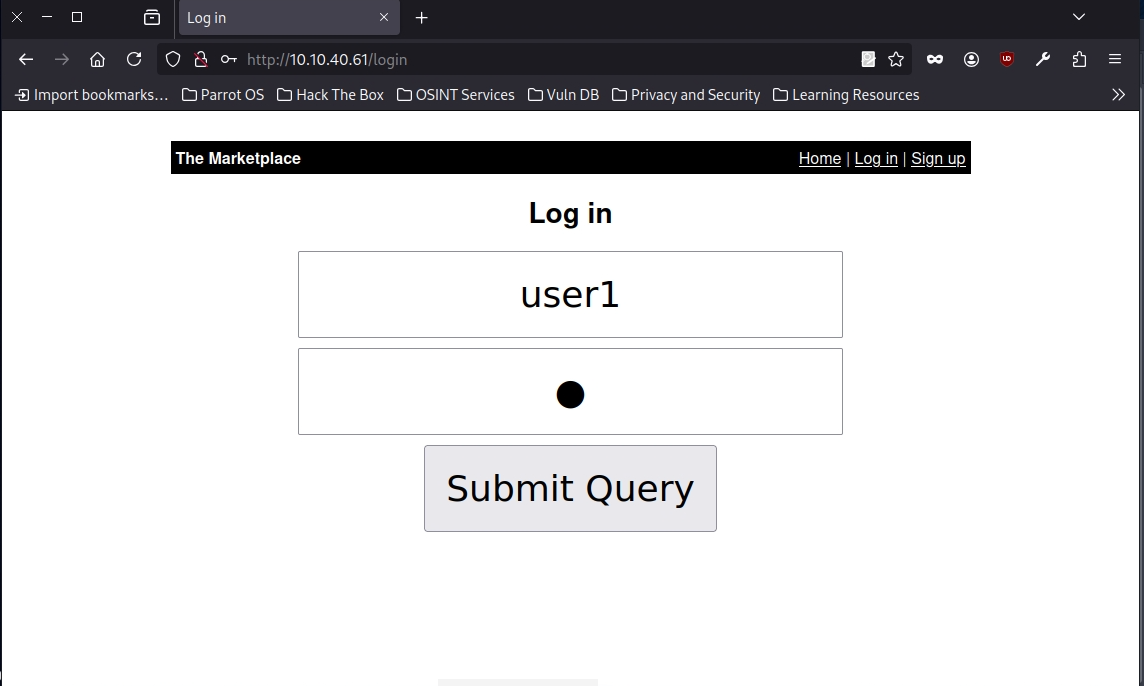 Log in
http://10.10.40.61/login
Import bookmarks... Parrot OS Hack The Box OSINT Services Vuln DB Privacy and Security Learning Resources
The Marketplace Home | Log in | Sign up
Log in
user1
Submit Query